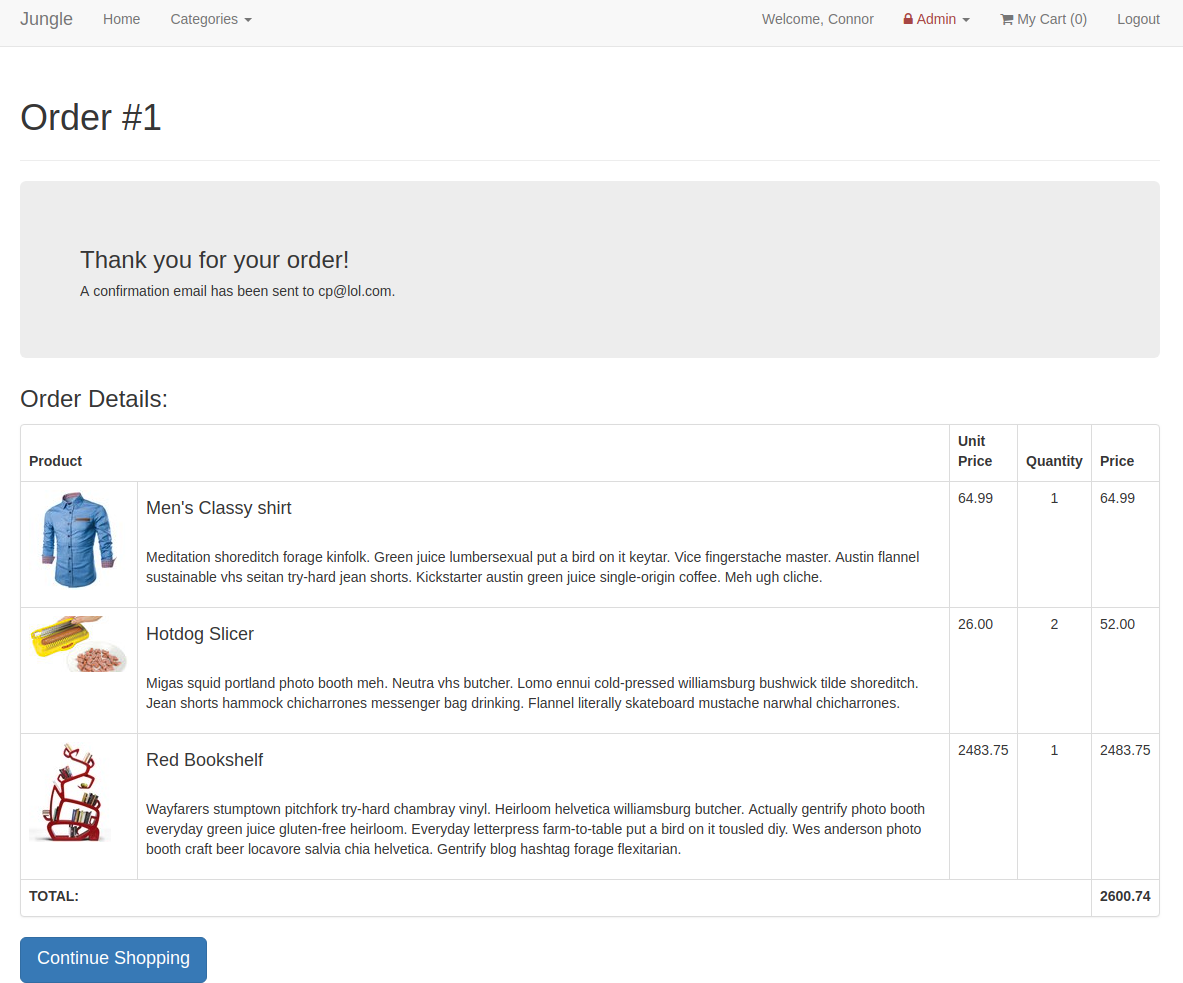 Jungle Home Categories Welcome, Connor Admin My Cart (0) Logout
Order #1
Thank you for your order!
A confirmation email has been sent to cp@lol.com.
Order Details:
Product Unit Price Quantity Price
Men's Classy shirt 64.99 1 64.99
Meditation shoreditch forage kinfolk. Green juice lumbersexual put a bird on it keytar. Vice fingerstache master. Austin flannel
sustainable vhs seitan try-hard jean shorts. Kickstarter austin green juice single-origin coffee. Meh ugh cliche.
Hotdog Slicer 26.00 2 52.00
Migas squid portland photo booth meh. Neutra vhs butcher. Lomo ennui cold-pressed williamsburg bushwick tilde shoreditch.
Jean shorts hammock chicharrones messenger bag drinking. Flannel literally skateboard mustache narwhal chicharrones.
Red Bookshelf 2483.75 1 2483.75
Wayfarers stumptown pitchfork try-hard chambray vinyl. Heirloom helvetica williamsburg butcher. Actually gentrify photo booth
everyday green juice gluten-free heirloom. Everyday letterpress farm-to-table put a bird on it tousled diy. Wes anderson photo
booth craft beer locavore salvia chia helvetica. Gentrify blog hashtag forage flexitarian.
TOTAL: 2600.74
Continue Shopping